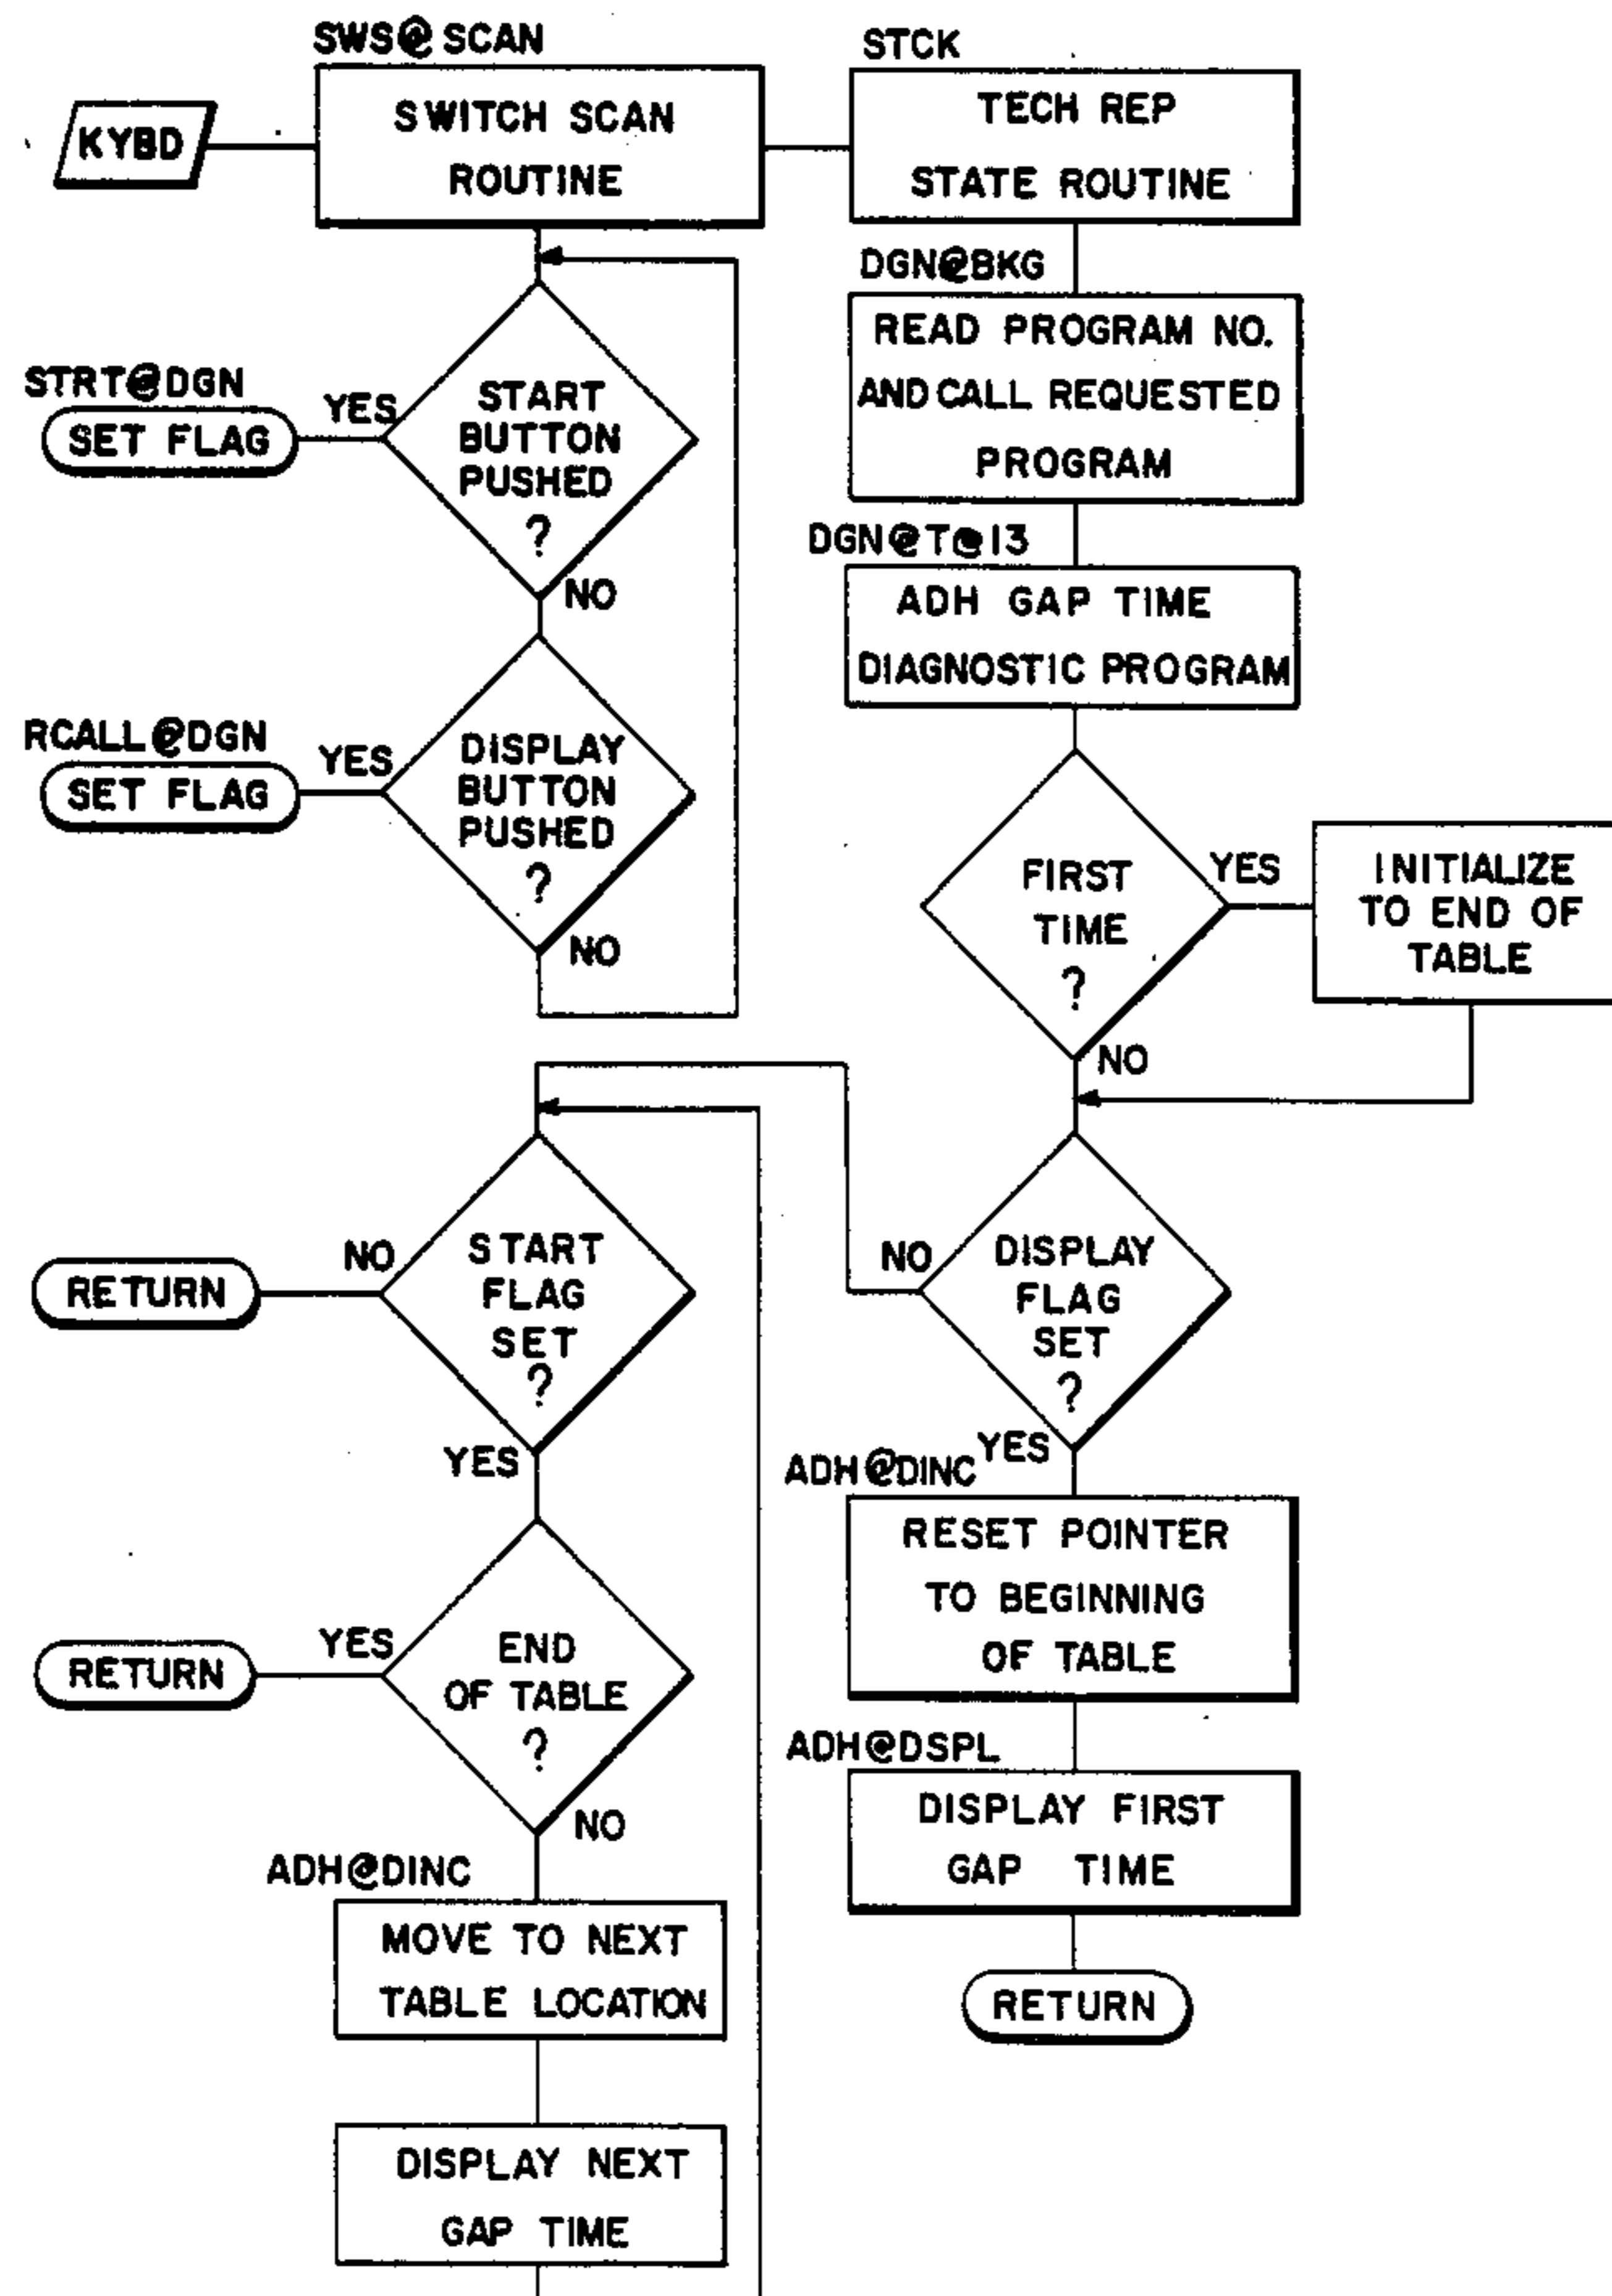 SWS@SCAN
KYBD
SWITCH SCAN
ROUTINE
STRT@DGN
SET FLAG
YES
START
BUTTON
PUSHED
?
NO
RCALL@DGN
SET FLAG
YES
DISPLAY
BUTTON
PUSHED
?
NO
STCK
TECH REP
STATE ROUTINE
DGN@BKG
READ PROGRAM NO.
AND CALL REQUESTED
PROGRAM
DGN@T@13
ADH GAP TIME
DIAGNOSTIC PROGRAM
FIRST
TIME
?
YES
INITIALIZE
TO END OF
TABLE
NO
DISPLAY
FLAG
SET
?
NO
YES
ADH@DINC
RESET POINTER
TO BEGINNING
OF TABLE
ADH@DSPL
DISPLAY FIRST
GAP TIME
RETURN
START
FLAG
SET
?
NO
RETURN
YES
END
OF TABLE
?
YES
RETURN
NO
ADH@DINC
MOVE TO NEXT
TABLE LOCATION
DISPLAY NEXT
GAP TIME